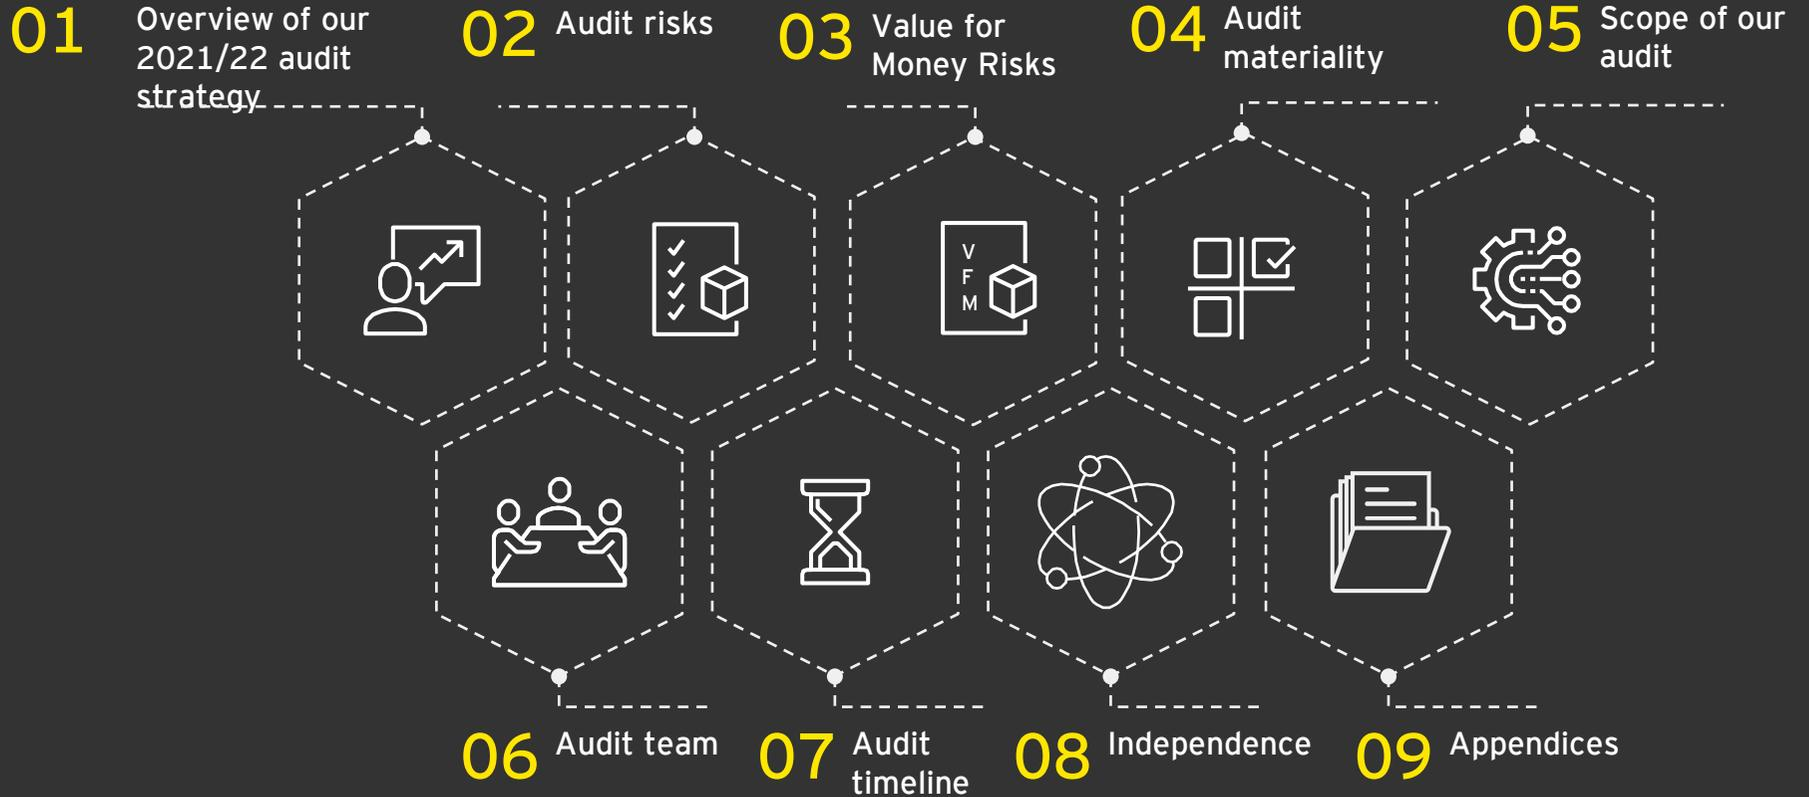 01
Overview of our
2021/22 audit
strategy
02
Audit risks
03
Value for
Money Risks
04
Audit
materiality
05
Scope of our
audit
V
F
M
06
Audit team
07
Audit
timeline
08
Independence
09
Appendices